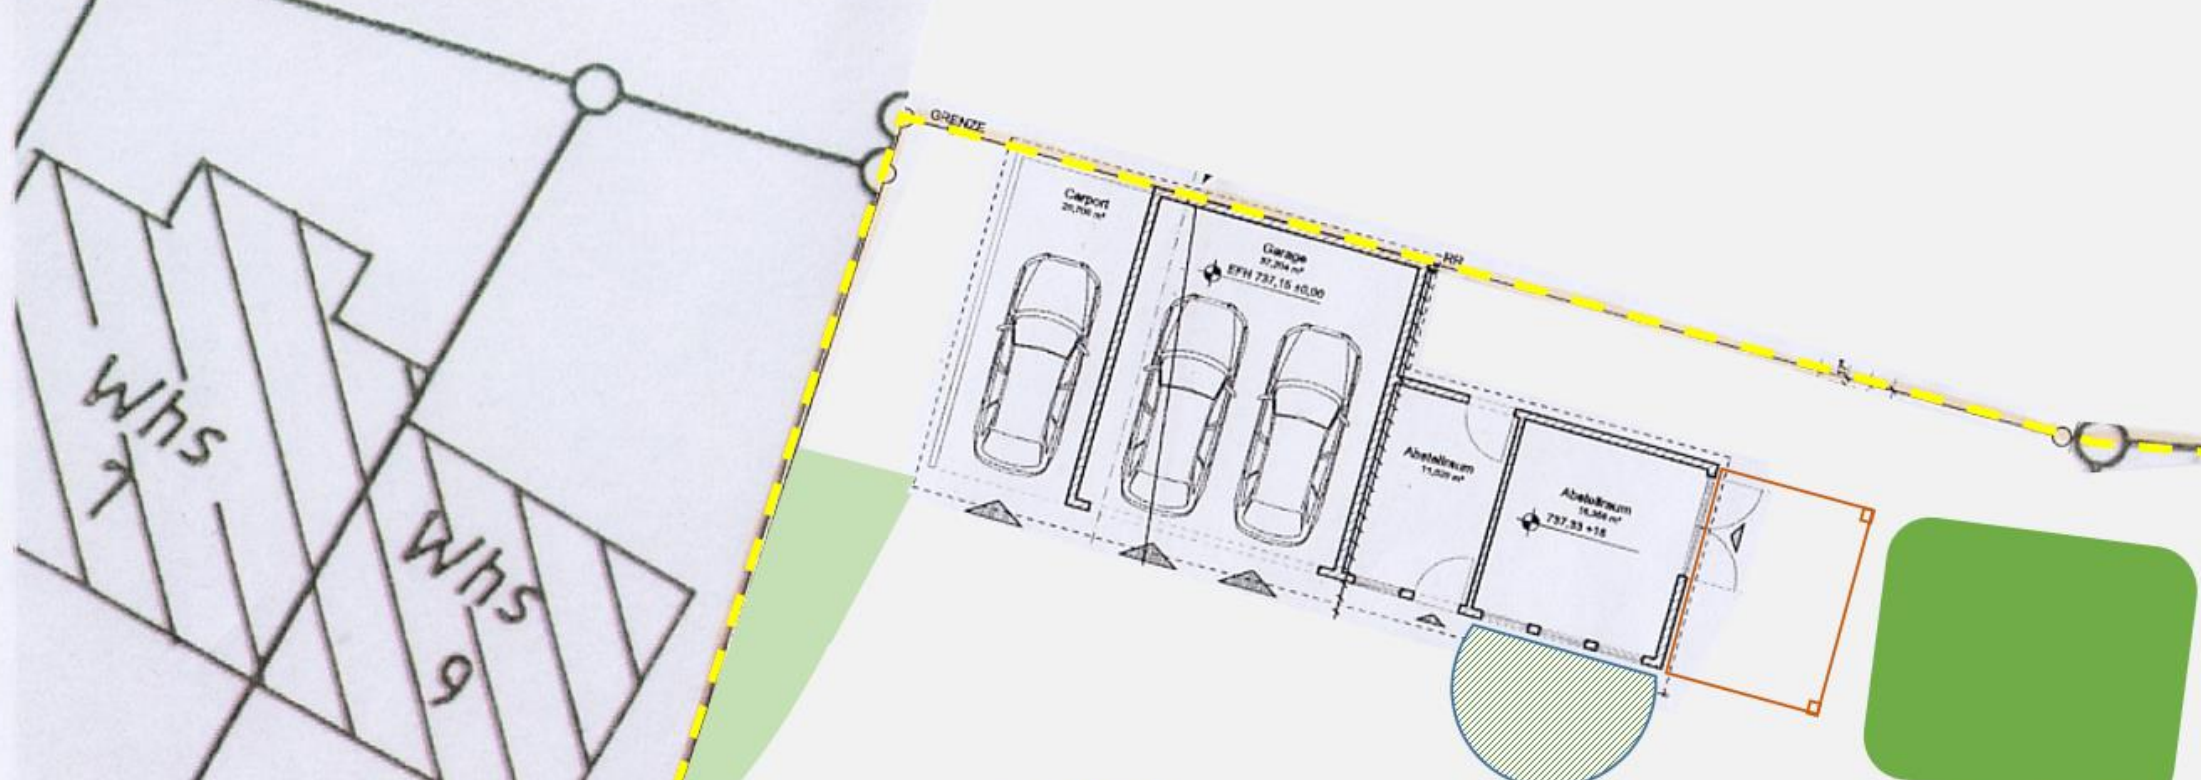 GRENZE
Carport
Garage
EFH 737,15 ±0,00
RR
Whs
7
Whs
9
Abstellraum
Abstellraum
737,33 +18